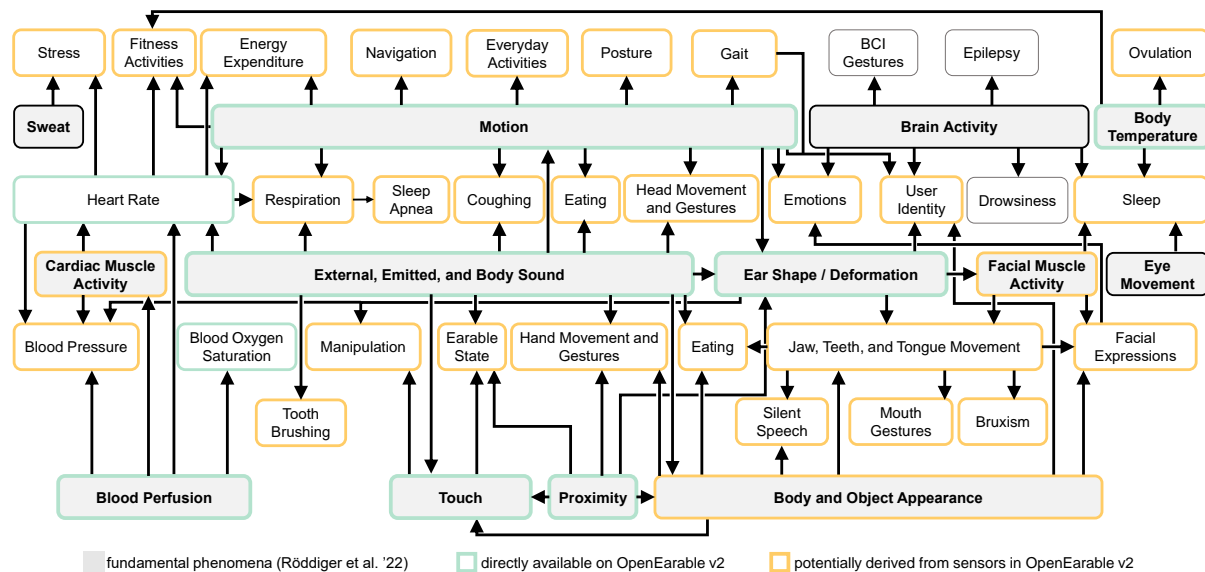 Stress
Fitness
Activities
Energy
Expenditure
Navigation
Everyday
Activities
Posture
Gait
BCI
Gestures
Epilepsy
Ovulation
Sweat
Motion
Brain Activity
Body
Temperature
Heart Rate
Respiration
Sleep
Apnea
Coughing
Eating
Head Movement
and Gestures
Emotions
User
Identity
Drowsiness
Sleep
Cardiac Muscle
Activity
External, Emitted, and Body Sound
Ear Shape / Deformation
Facial Muscle
Activity
Eye
Movement
Blood Pressure
Blood Oxygen
Saturation
Manipulation
Earable
State
Hand Movement and
Gestures
Eating
Jaw, Teeth, and Tongue Movement
Facial
Expressions
Tooth
Brushing
Silent
Speech
Mouth
Gestures
Bruxism
Blood Perfusion
Touch
Proximity
Body and Object Appearance
fundamental phenomena (Röddiger et al. '22)
directly available on OpenEarable v2
potentially derived from sensors in OpenEarable v2